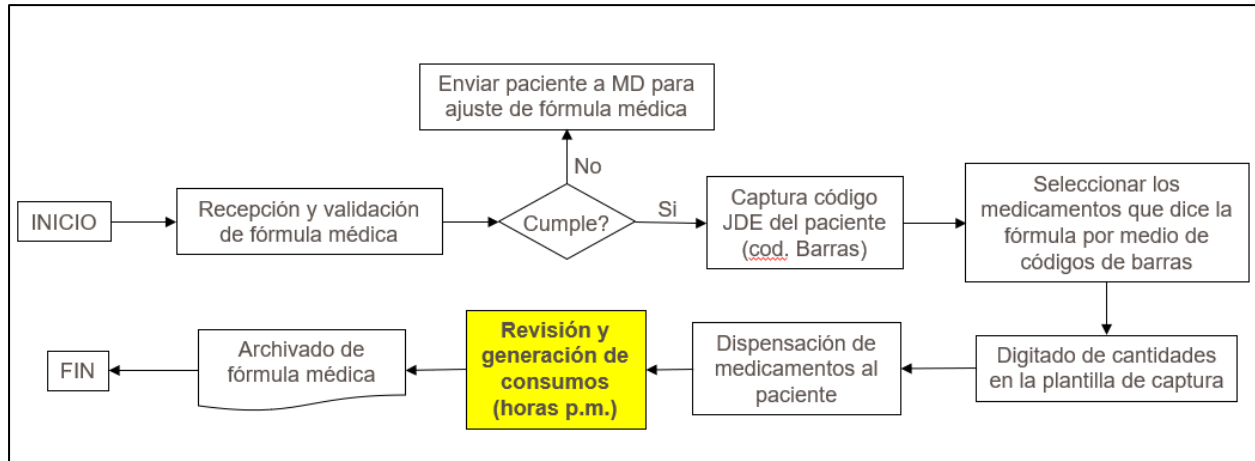 Enviar paciente a MD para
ajuste de fórmula médica
No
INICIO
Recepción y validación
de fórmula médica
Cumple?
Si
Captura código
JDE del paciente
(cod. Barras)
Seleccionar los
medicamentos que dice la
fórmula por medio de
códigos de barras
Digitado de cantidades
en la plantilla de captura
Dispensación de
medicamentos al
paciente
Revisión y
generación de
consumos
(horas p.m.)
Archivado de
fórmula médica
FIN